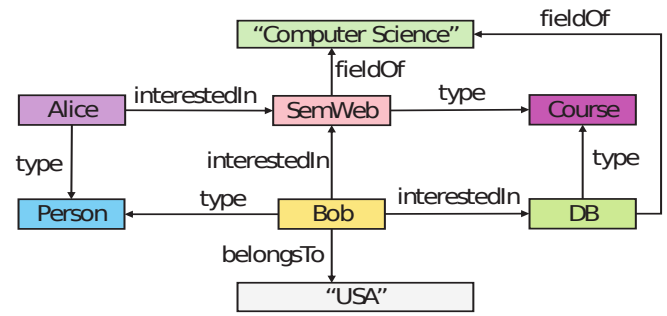 fieldOf
“Computer Science”
fieldOf
interestedIn
type
Alice
SemWeb
Course
type
interestedIn
type
type
interestedIn
Person
Bob
DB
belongsTo
“USA”